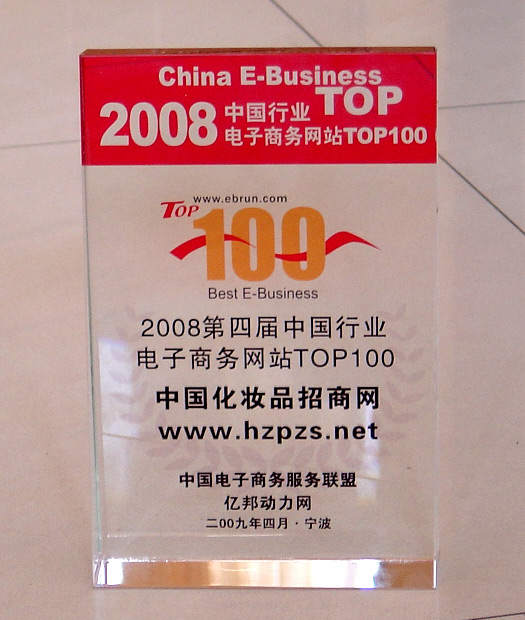 China E-Business
TOP
2008 中国行业
电子商务网站TOP100
www.ebrun.com
TOP
100
Best E-Business
2008第四届中国行业
电子商务网站TOP100
中国化妆品招商网
www.hzpzs.net
中国电子商务服务联盟
亿邦动力网
二00九年四月·宁波